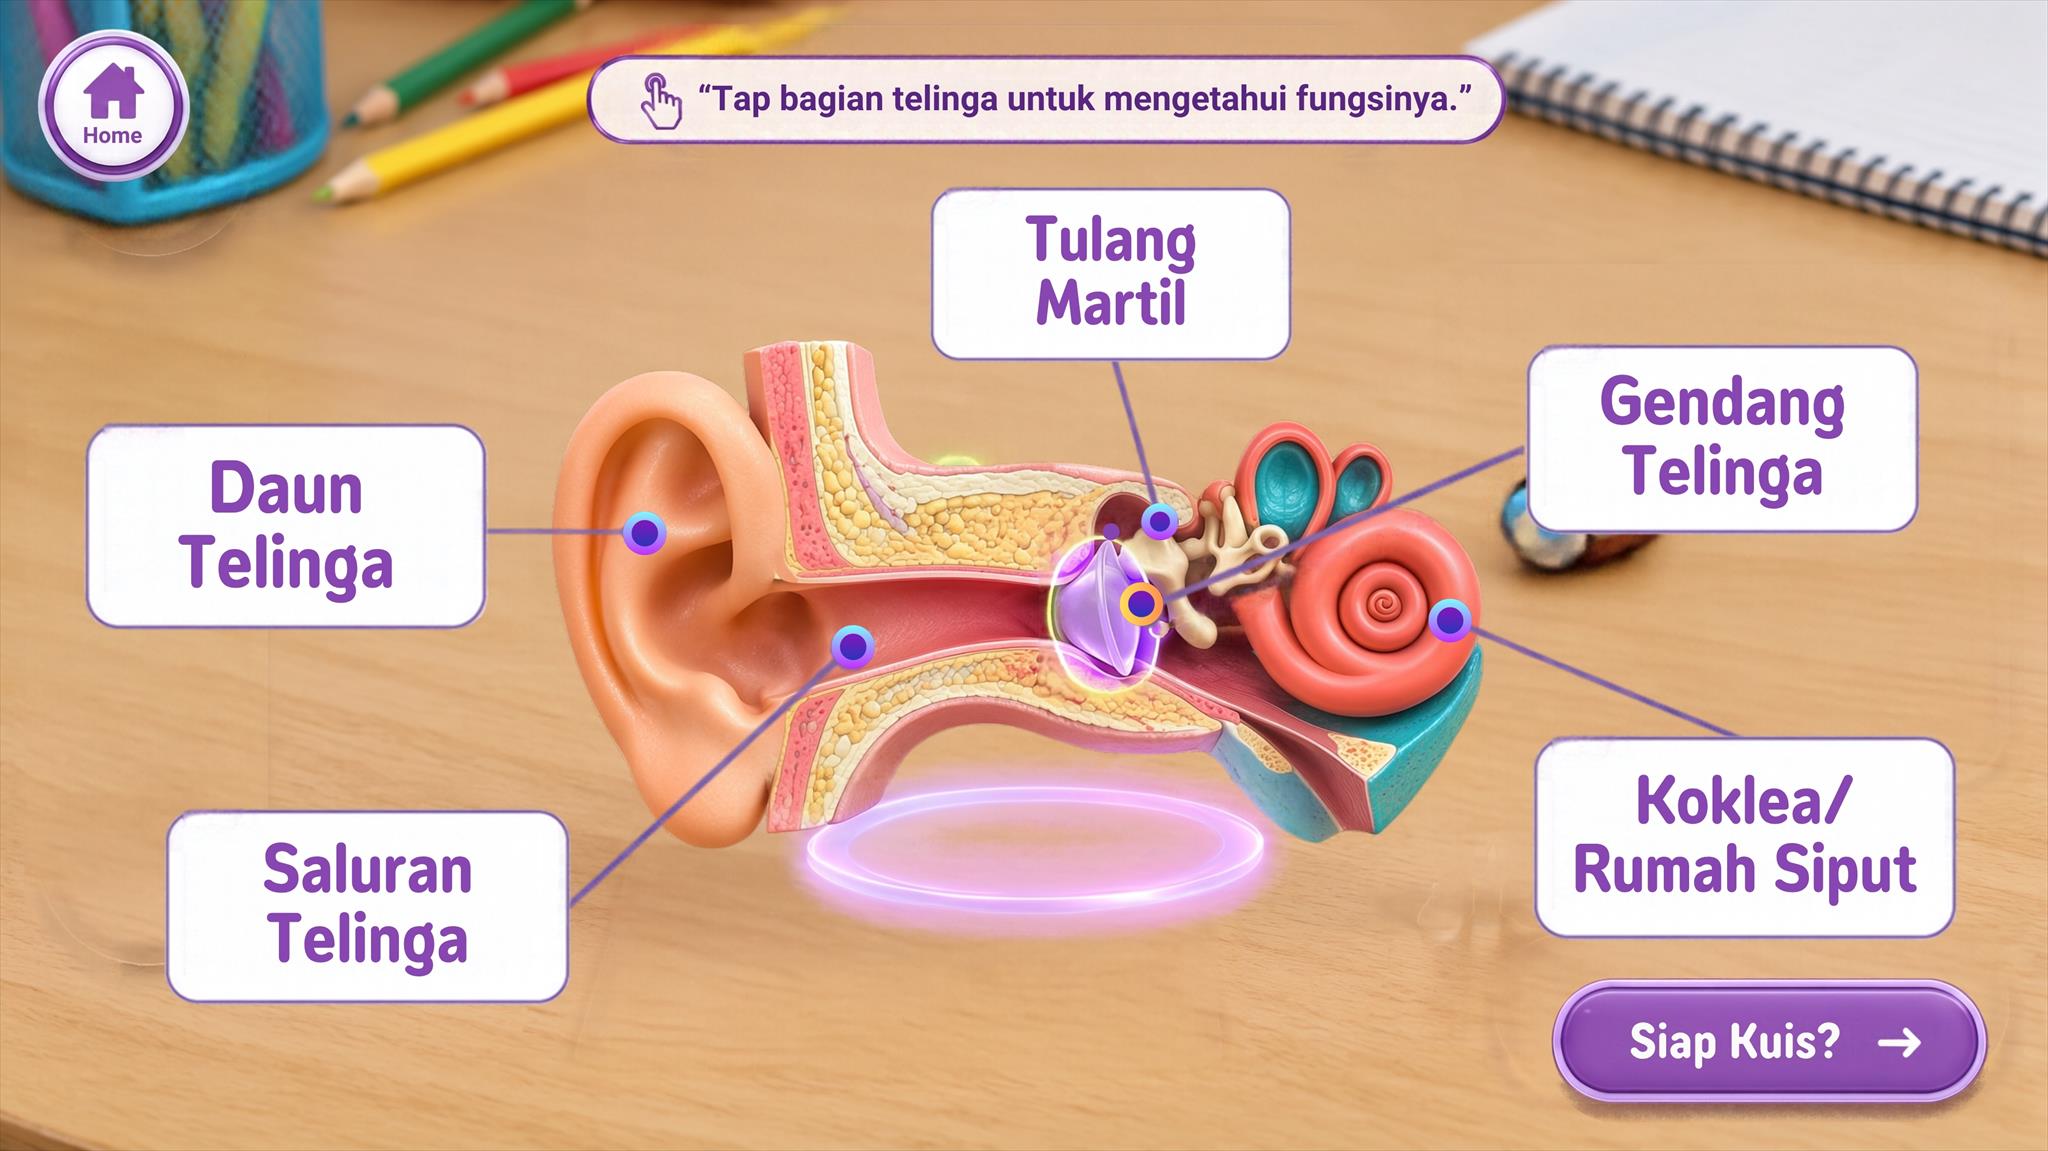 Home
“Tap bagian telinga untuk mengetahui fungsinya.”
Tulang
Martil
Gendang
Telinga
Daun
Telinga
Saluran
Telinga
Koklea/
Rumah Siput
Siap Kuis? →